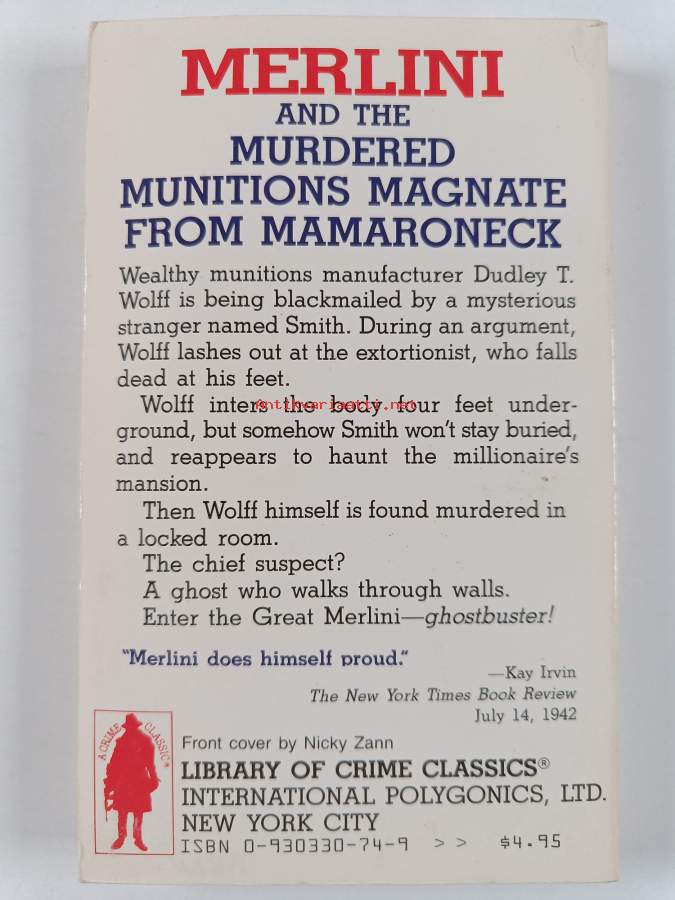 MERLINI
AND THE
MURDERED
MUNITIONS MAGNATE
FROM MAMARONECK
Wealthy munitions manufacturer Dudley T.
Wolff is being blackmailed by a mysterious
stranger named Smith. During an argument,
Wolff lashes out at the extortionist, who falls
dead at his feet.
Wolff inters the body four feet under-
Antikvariaatti.net
ground, but somehow Smith won't stay buried,
and reappears to haunt the millionaire's
mansion.
Then Wolff himself is found murdered in
a locked room.
The chief suspect?
A ghost who walks through walls.
Enter the Great Merlini—ghostbuster!
"Merlini does himself proud."
—Kay Irvin
The New York Times Book Review
July 14, 1942
A CRIME CLASSIC®
Front cover by Nicky Zann
LIBRARY OF CRIME CLASSICS®
INTERNATIONAL POLYGONICS, LTD.
NEW YORK CITY
ISBN 0-930330-74-9 > > $4.95